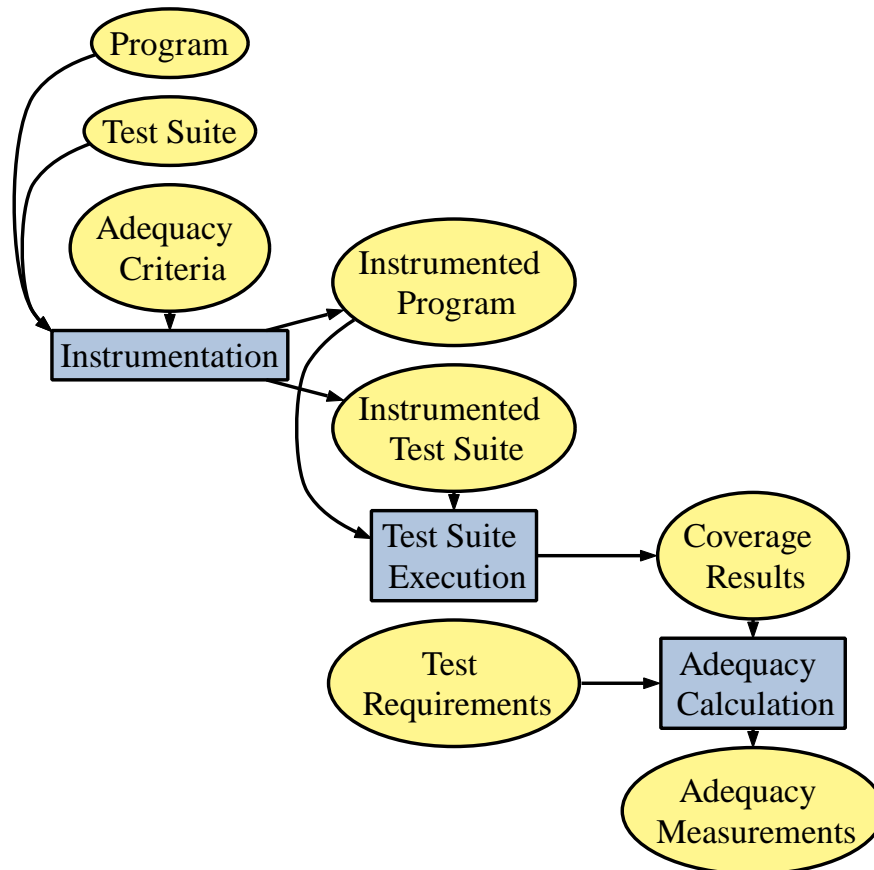 Program
Test Suite
Adequacy
Criteria
Instrumented
Program
Instrumentation
Instrumented
Test Suite
Test Suite
Execution
Coverage
Results
Test
Requirements
Adequacy
Calculation
Adequacy
Measurements